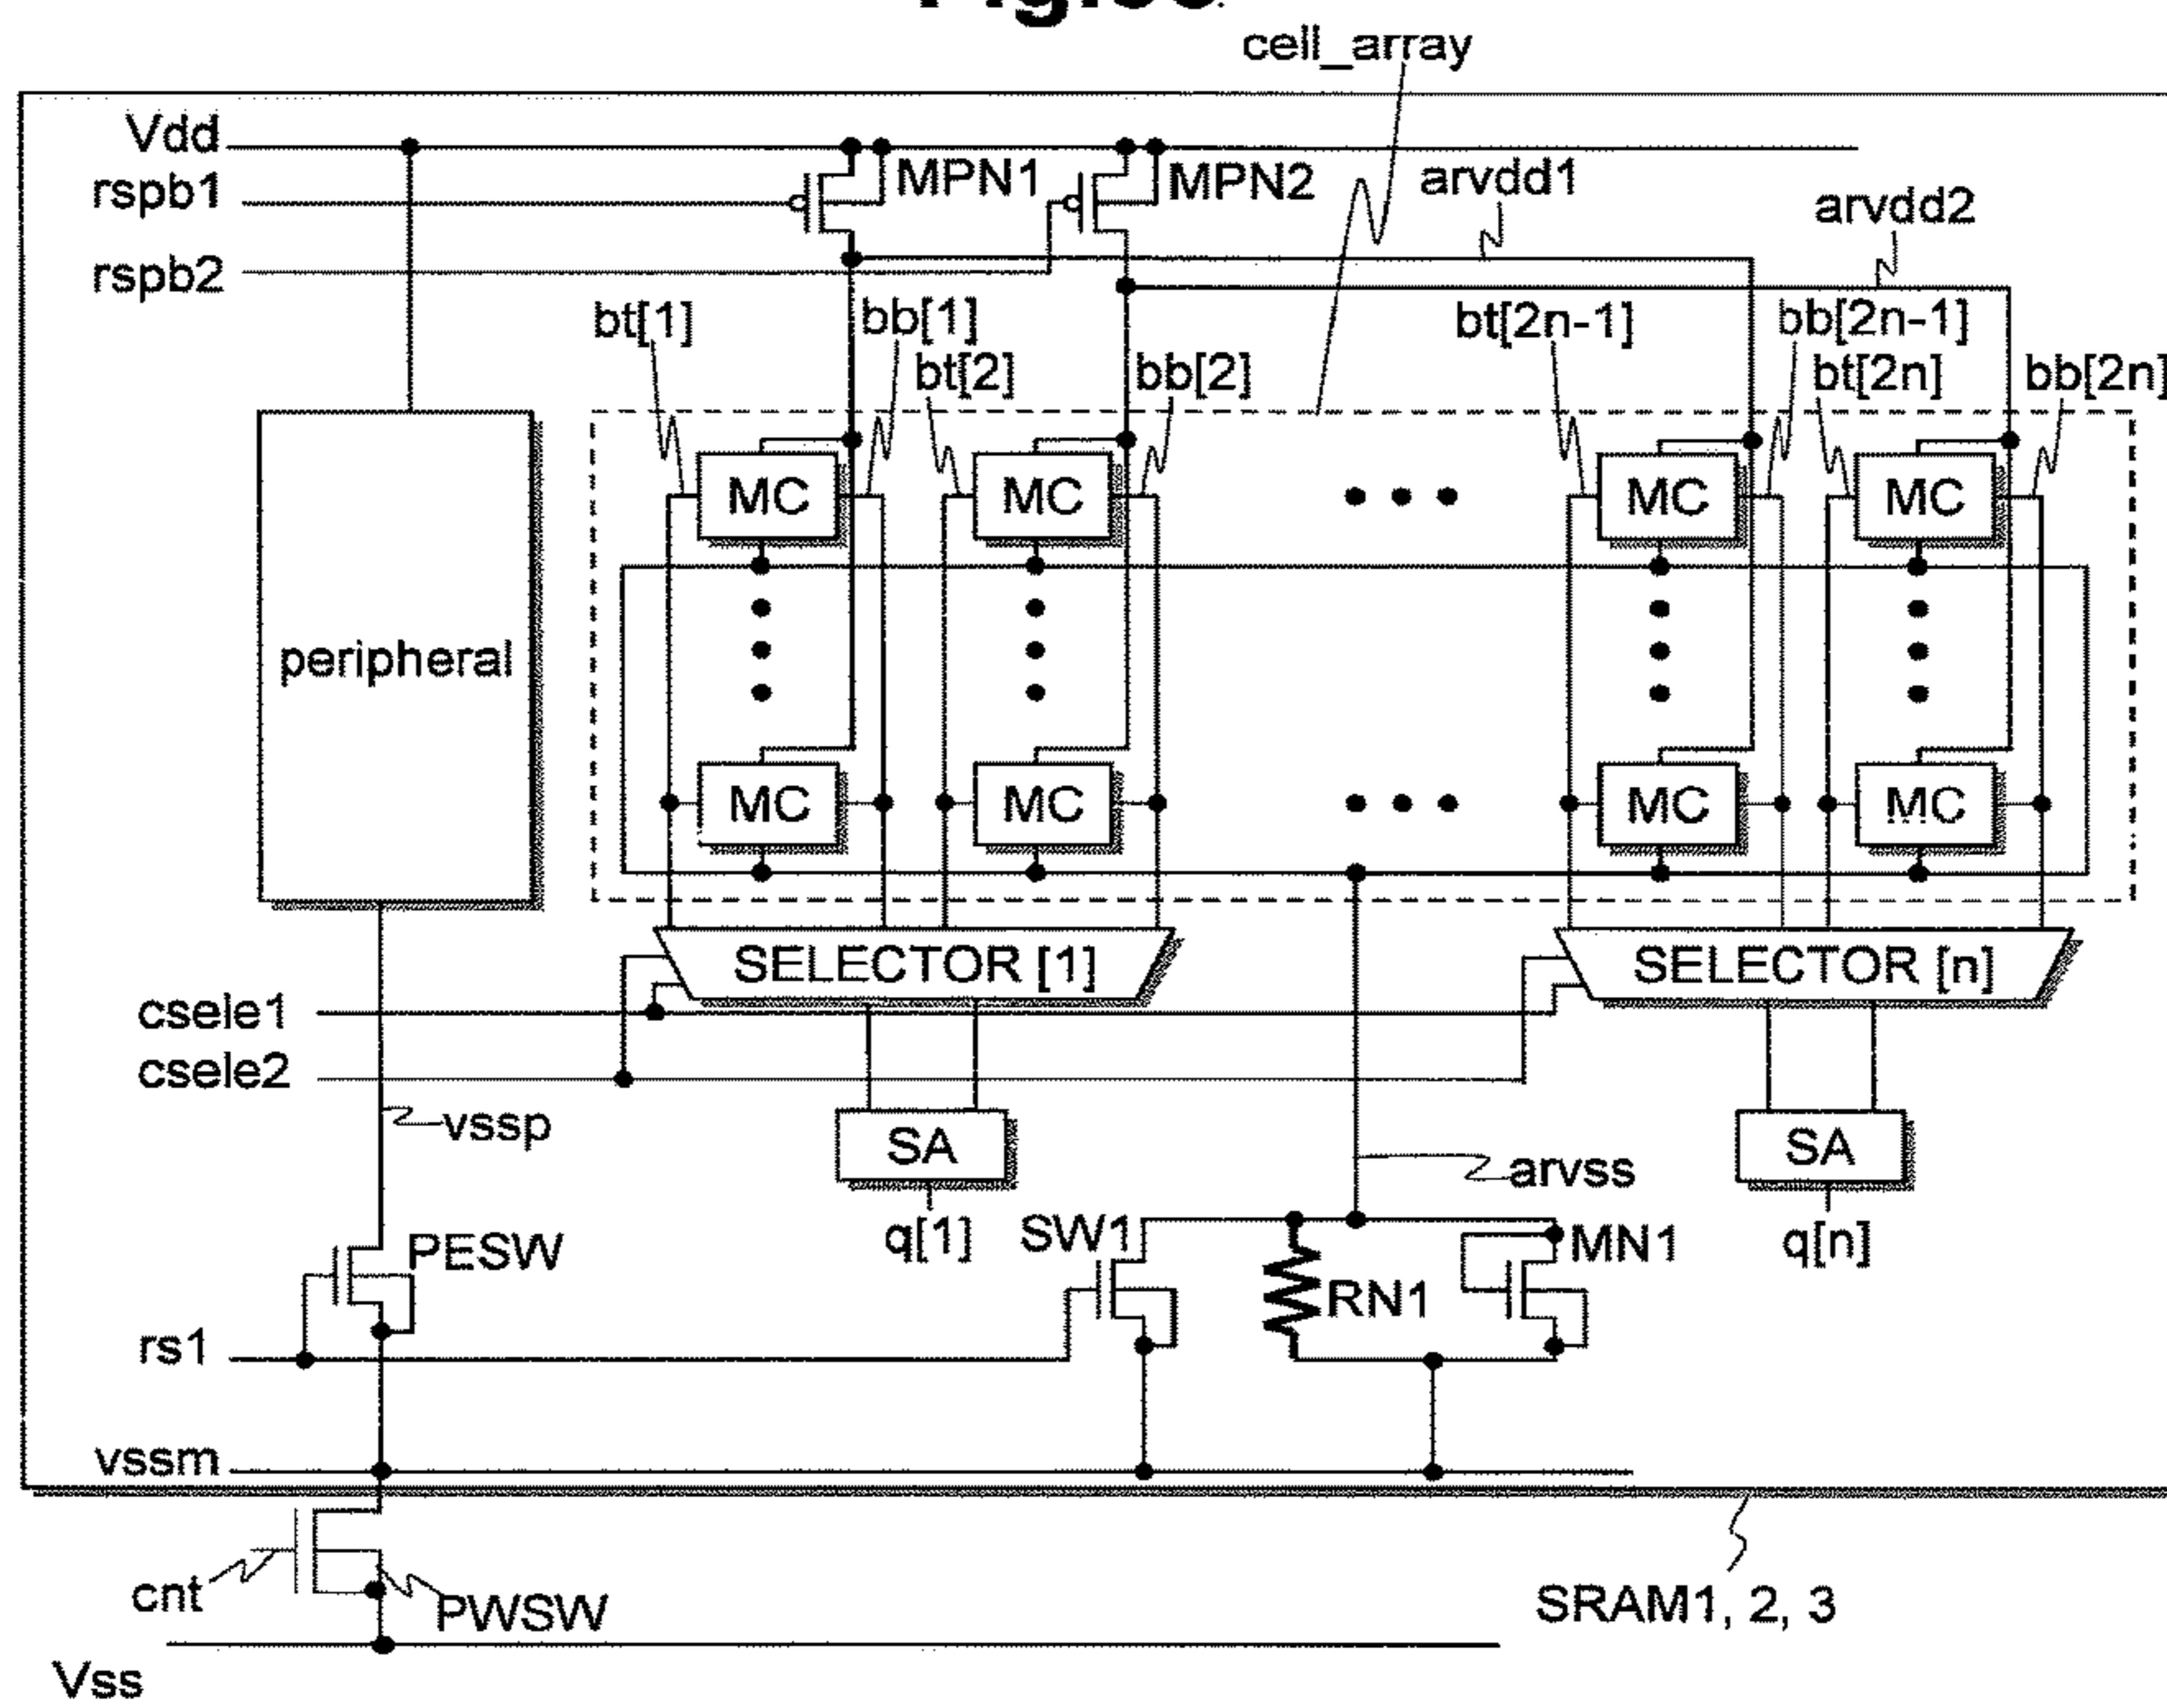 cell_array
Vdd
MPN1
MPN2
arvdd1
rspb1
arvdd2
rspb2
bt[1]
bb[1]
bt[2n-1]
bb[2n-1]
bt[2]
bb[2]
bt[2n]
bb[2n]
MC MC MC MC
peripheral
MC MC MC MC
SELECTOR [1]
SELECTOR [n]
csele1
csele2
vssp
SA
SA
arvss
q[1]
q[n]
PESW
SW1
RN1
MN1
rs1
vssm
cnt
PWSW
SRAM1, 2, 3
Vss